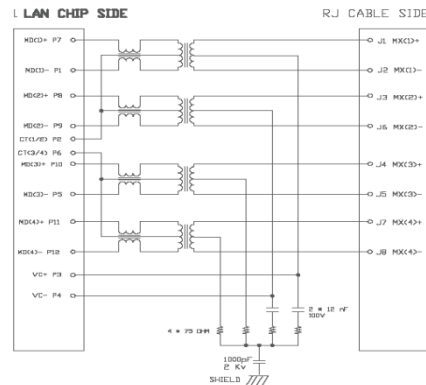 LAN CHIP SIDE
RJ CABLE SIDE
MD(1)+ P7
J1 MX(1)+
MD(1)- P1
J2 MX(1)-
MD(2)+ P8
J3 MX(2)+
MD(2)- P9
J6 MX(2)-
CT(1/2) P2
CT(3/4) P6
MD(3)+ P10
J4 MX(3)+
MD(3)- P5
J5 MX(3)-
MD(4)+ P11
J7 MX(4)+
MD(4)- P12
J8 MX(4)-
VC+ P3
VC- P4
2 * 12 nF
100V
4 * 75 OHM
1000pF
2 Kv
SHIELD